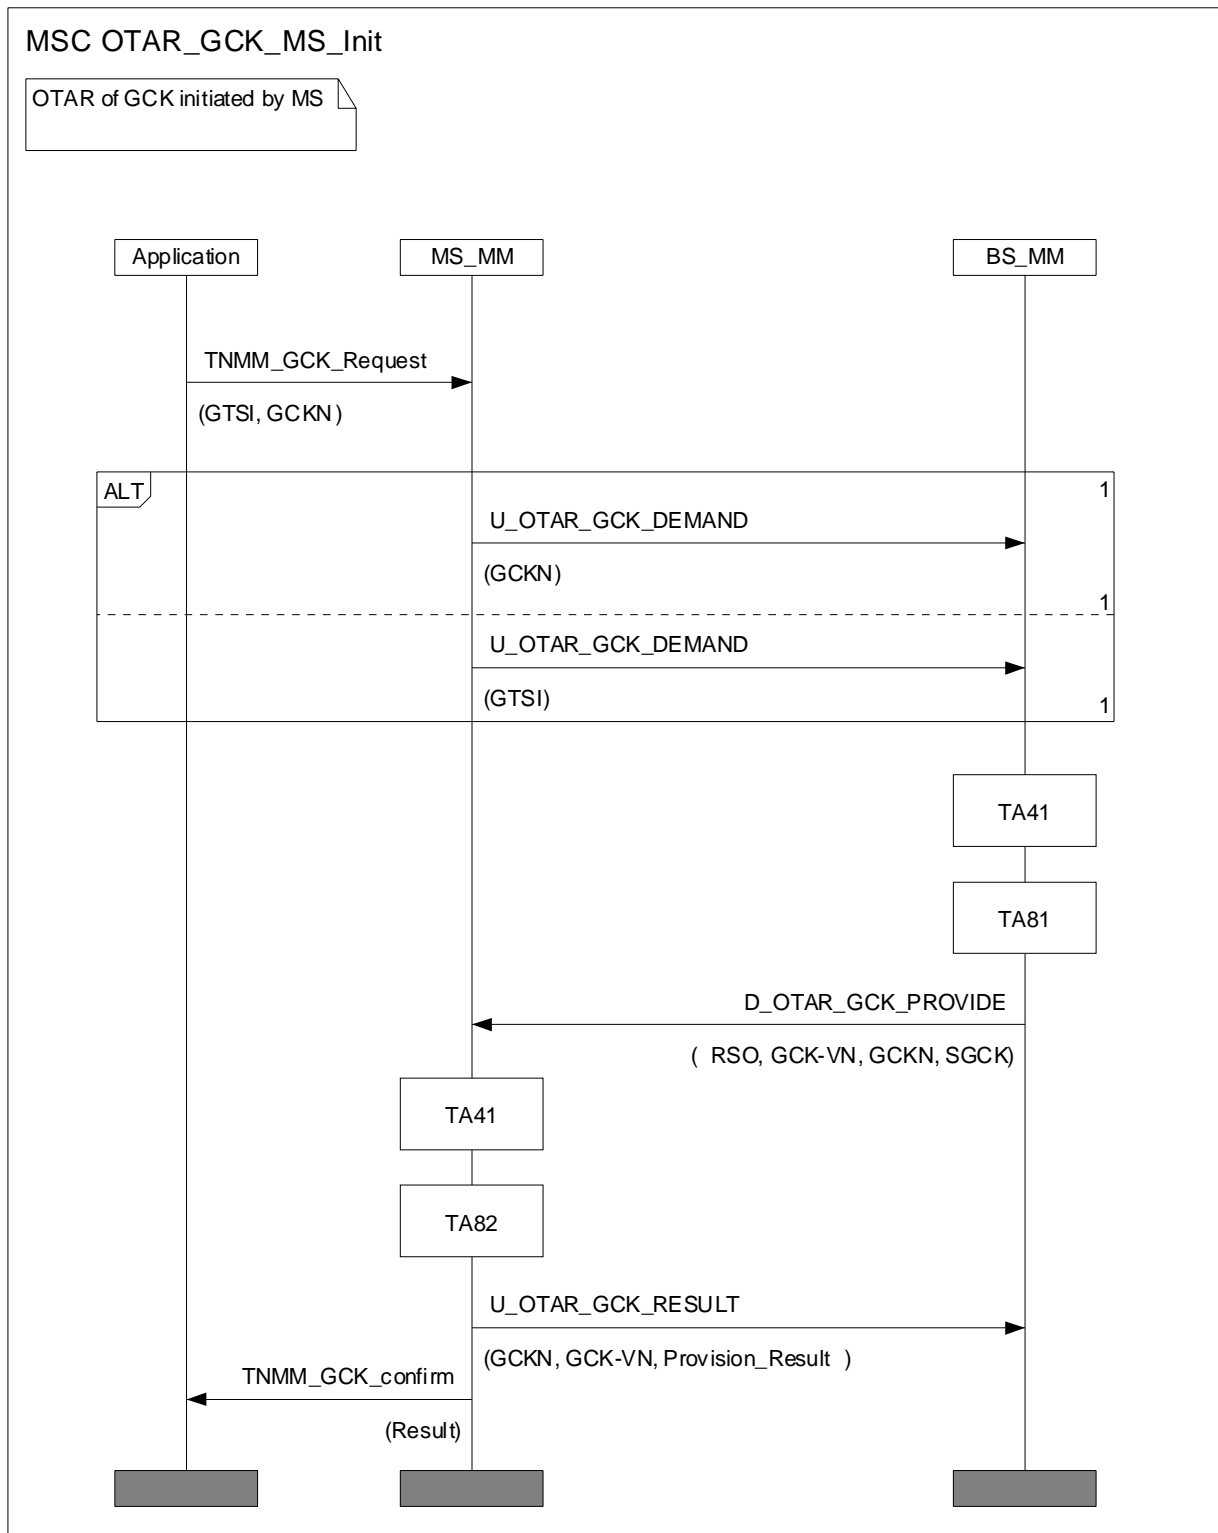 MSC OTAR_GCK_MS_Init
OTAR of GCK initiated by MS
Application
MS_MM
BS_MM
TNMM_GCK_Request
(GTSI, GCKN)
ALT
1
U_OTAR_GCK_DEMAND
(GCKN)
1
U_OTAR_GCK_DEMAND
(GTSI)
1
TA41
TA81
D_OTAR_GCK_PROVIDE
( RSO, GCK-VN, GCKN, SGCK)
TA41
TA82
U_OTAR_GCK_RESULT
(GCKN, GCK-VN, Provision_Result )
TNMM_GCK_confirm
(Result)